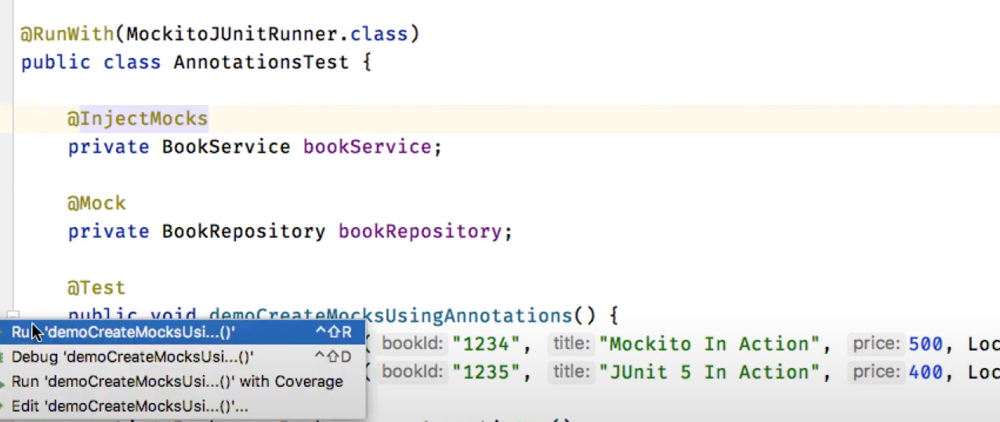 @RunWith(MockitoJUnitRunner.class)
public class AnnotationsTest {
@InjectMocks
private BookService bookService;
@Mock
private BookRepository bookRepository;
@Test
public void demoCreateMocksUsingAnnotations() {
Run 'demoCreateMocksUsi...()' ⌃⇧R
( bookId: "1234", title: "Mockito In Action", price: 500, Loc
Debug 'demoCreateMocksUsi...()' ⌃⇧D
( bookId: "1235", title: "JUnit 5 In Action", price: 400, Loc
Run 'demoCreateMocksUsi...()' with Coverage
Edit 'demoCreateMocksUsi...()'...